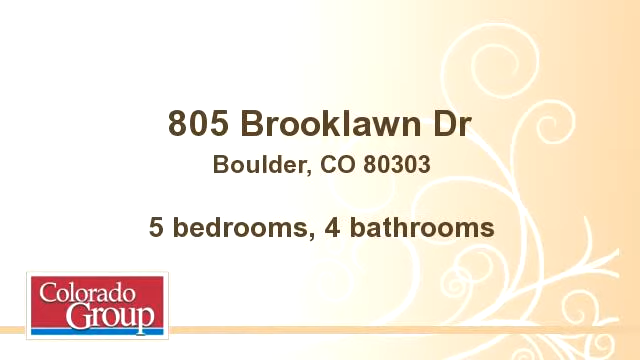 805 Brooklawn Dr
Boulder, CO 80303
5 bedrooms, 4 bathrooms
Colorado
Group